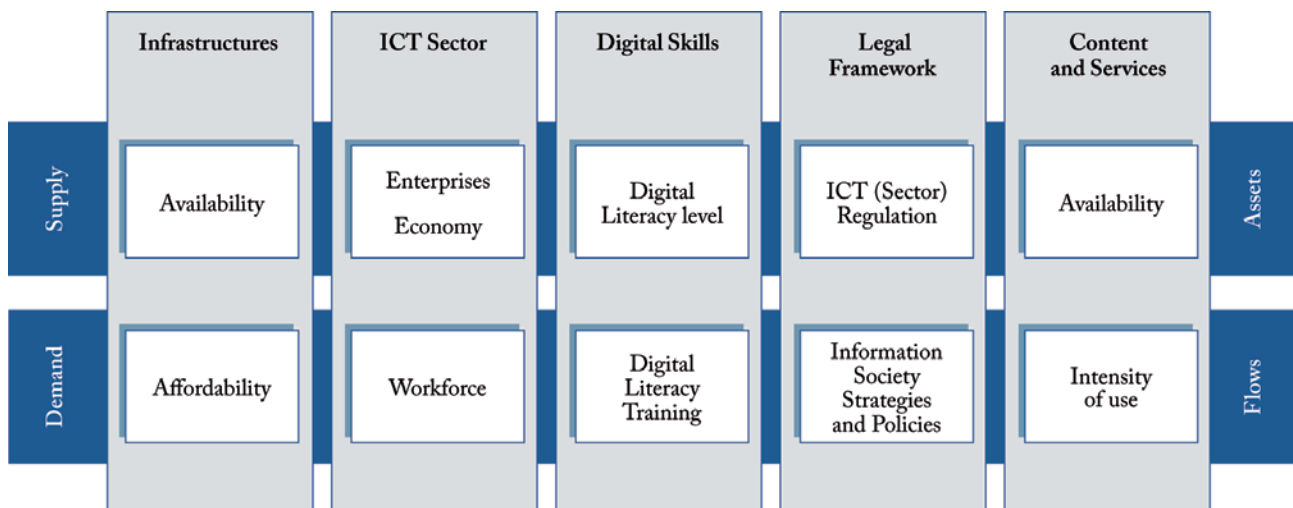 Infrastructures
ICT Sector
Digital Skills
Legal
Framework
Content
and Services
Supply
Availability
Enterprises
Economy
Digital
Literacy level
ICT (Sector)
Regulation
Availability
Assets
Demand
Affordability
Workforce
Digital
Literacy
Training
Information
Society
Strategies
and Policies
Intensity
of use
Flows